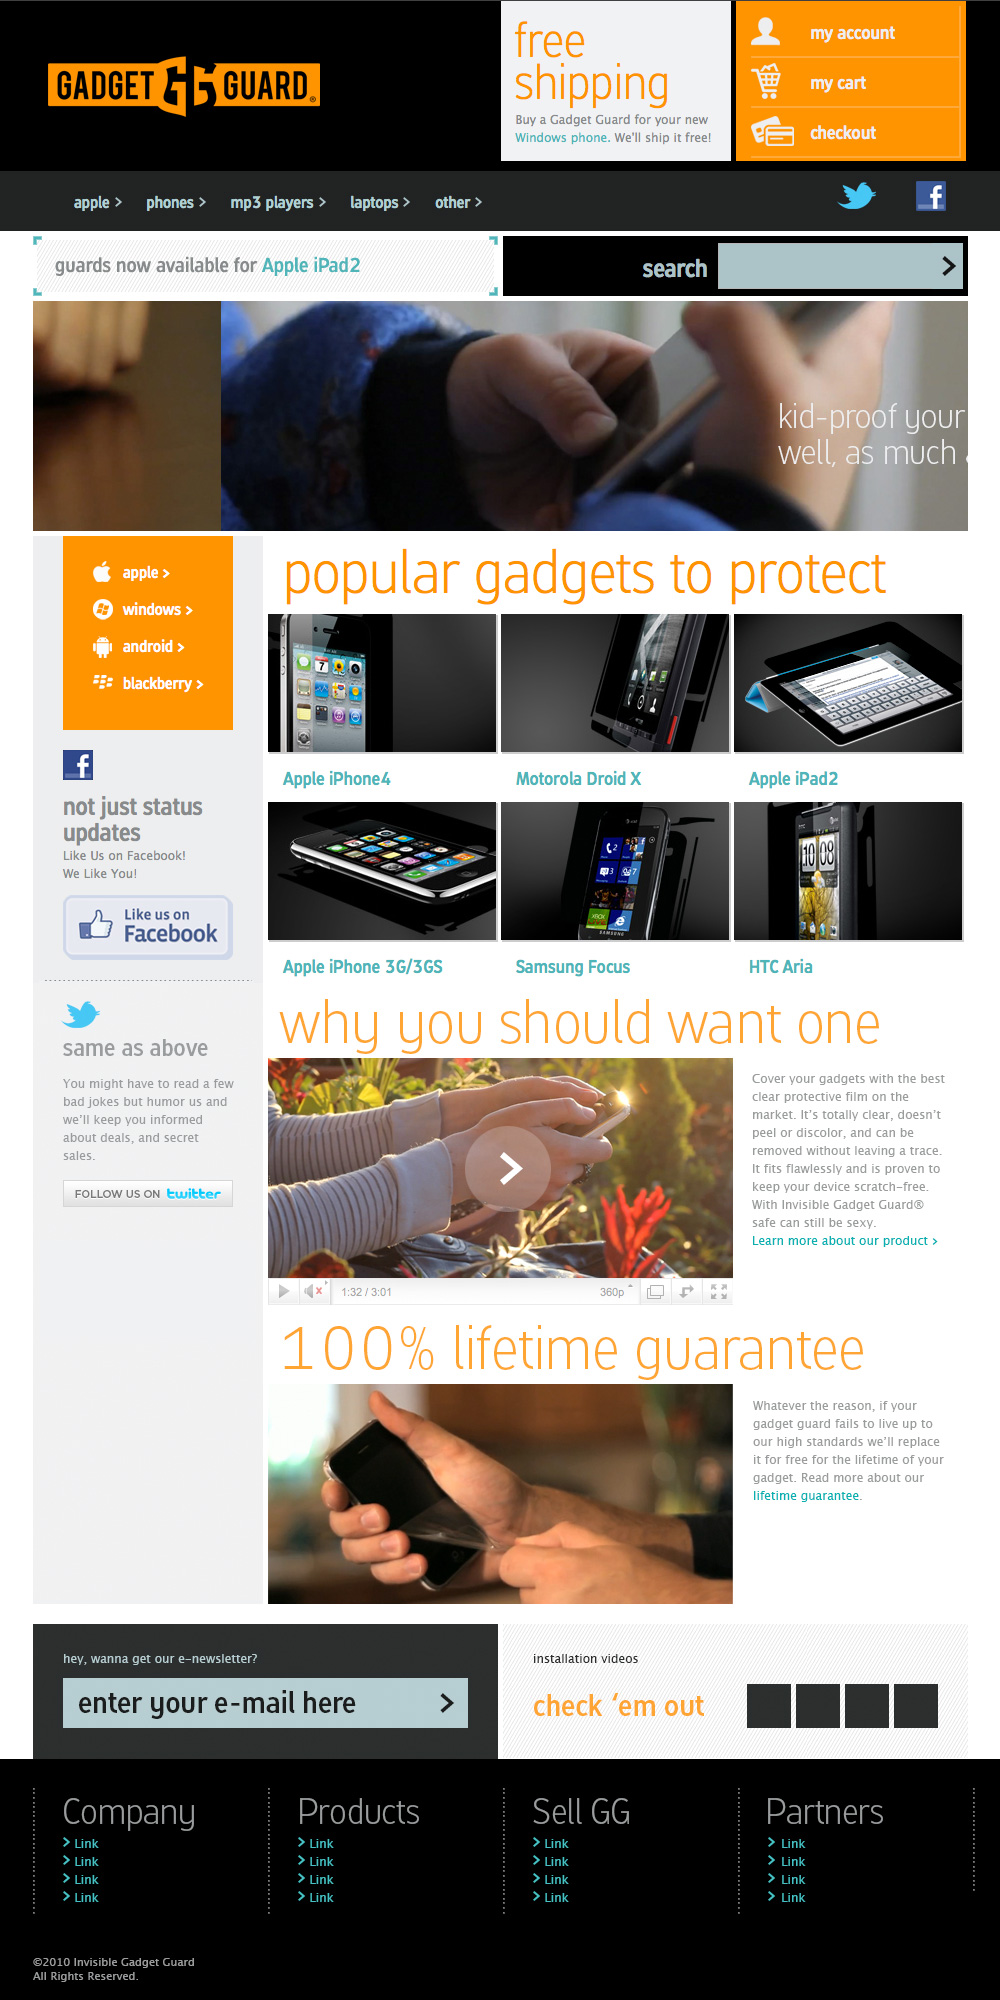 GADGET GUARD®
free
shipping
Buy a Gadget Guard for your new
Windows phone. We'll ship it free!
my account
my cart
checkout
apple >
phones >
mp3 players >
laptops >
other >
guards now available for Apple iPad2
search
kid-proof your
well, as much
apple >
windows >
android >
blackberry >
not just status
updates
Like Us on Facebook!
We Like You!
Like us on
Facebook
same as above
You might have to read a few
bad jokes but humor us and
we'll keep you informed
about deals, and secret
sales.
FOLLOW US ON twitter
popular gadgets to protect
Apple iPhone4
Motorola Droid X
Apple iPad2
Apple iPhone 3G/3GS
Samsung Focus
HTC Aria
why you should want one
Cover your gadgets with the best
clear protective film on the
market. It's totally clear, doesn't
peel or discolor, and can be
removed without leaving a trace.
It fits flawlessly and is proven to
keep your device scratch-free.
With Invisible Gadget Guard®
safe can still be sexy.
Learn more about our product >
1:32 / 3:01
360p
100% lifetime guarantee
Whatever the reason, if your
gadget guard fails to live up to
our high standards we'll replace
it for free for the lifetime of your
gadget. Read more about our
lifetime guarantee.
hey, wanna get our e-newsletter?
enter your e-mail here
installation videos
check 'em out
Company
> Link
> Link
> Link
> Link
Products
> Link
> Link
> Link
> Link
Sell GG
> Link
> Link
> Link
> Link
Partners
> Link
> Link
> Link
> Link
©2010 Invisible Gadget Guard
All Rights Reserved.